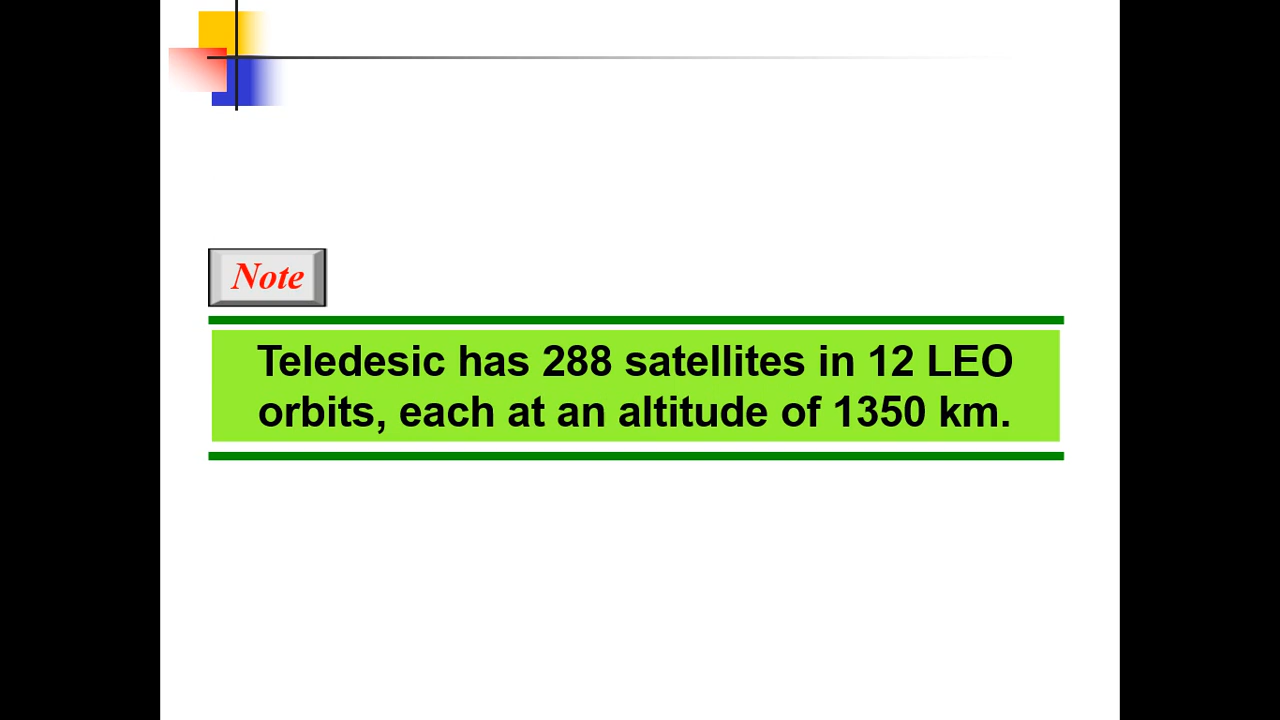 Note
Teledesic has 288 satellites in 12 LEO
orbits, each at an altitude of 1350 km.